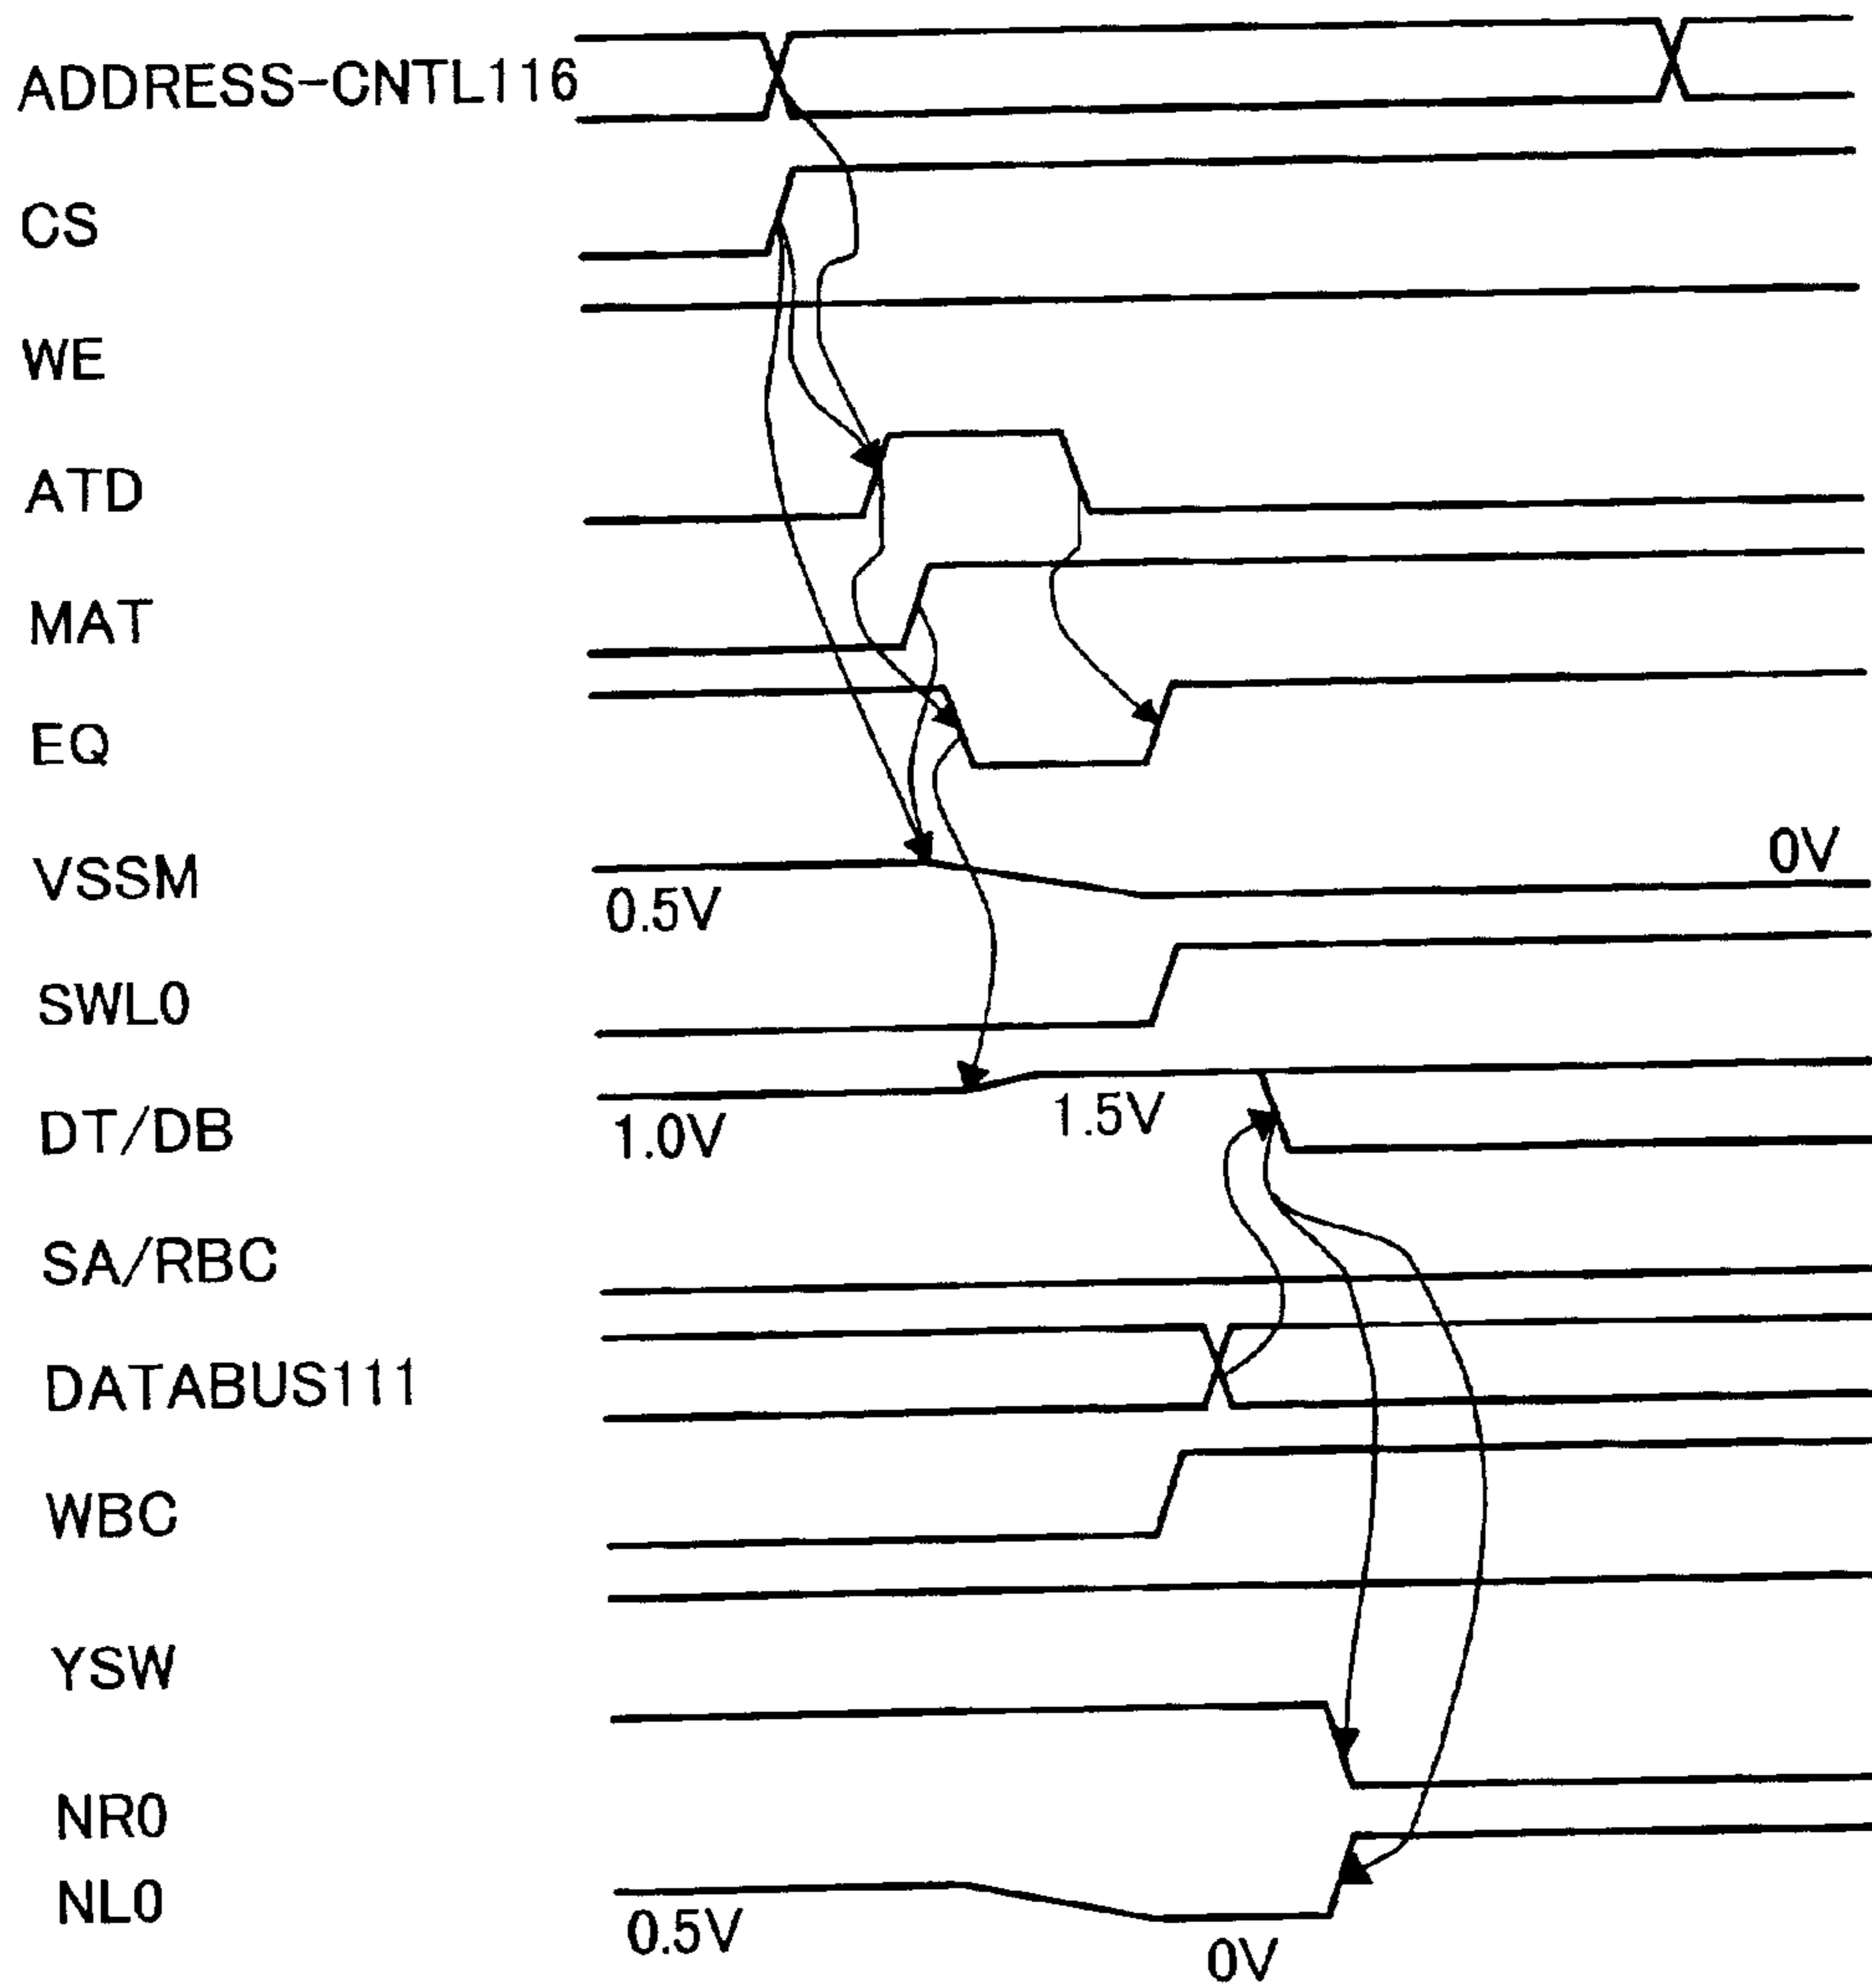 ADDRESS-CNTL116
CS
WE
ATD
MAT
EQ
VSSM
0.5V
0V
SWL0
DT/DB
1.0V
1.5V
SA/RBC
DATABUS111
WBC
YSW
NR0
NL0
0.5V
0V